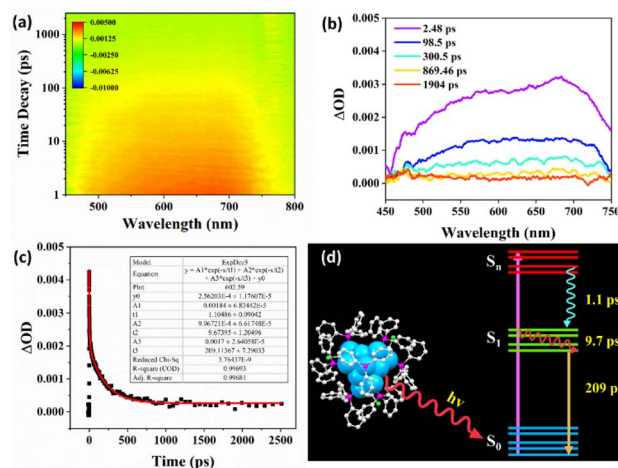 (a)
0.00500
0.00125
-0.00250
-0.00625
-0.01000
Time Decay (ps)
1000
100
10
1
500
600
700
800
Wavelength (nm)
(b)
2.48 ps
98.5 ps
300.5 ps
869.46 ps
1904 ps
ΔOD
0.005
0.004
0.003
0.002
0.001
0.000
450
500
550
600
650
700
750
Wavelength (nm)
(c)
Model ExpDec3
Equation y = A1*exp(-x/t1) + A2*exp(-x/t2)
+ A3*exp(-x/t3) + y0
Plot 602.59
y0 2.56203E-4 ± 1.17607E-5
A1 0.00184 ± 6.83442E-5
t1 1.10486 ± 0.09042
A2 9.06721E-4 ± 6.61748E-5
t2 9.67395 ± 1.20496
A3 0.0017 ± 2.64058E-5
t3 209.11367 ± 7.29033
Reduced Chi-Sq 3.76437E-9
R-square (COD) 0.99693
Adj. R-square 0.99681
ΔOD
0.005
0.004
0.003
0.002
0.001
0.000
0
500
1000
1500
2000
2500
Time (ps)
(d)
Sn
1.1 ps
S1
9.7 ps
209 ps
hν
S0